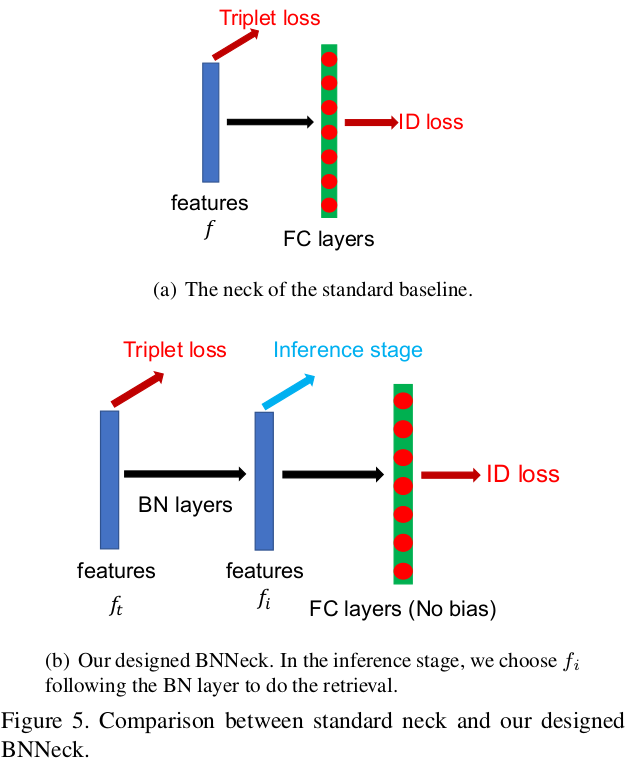 Triplet loss
ID loss
features
f
FC layers
(a) The neck of the standard baseline.
Triplet loss
Inference stage
ID loss
BN layers
features
features
f_t
f_i
FC layers (No bias)
(b) Our designed BNNeck. In the inference stage, we choose f_i
following the BN layer to do the retrieval.
Figure 5. Comparison between standard neck and our designed
BNNeck.